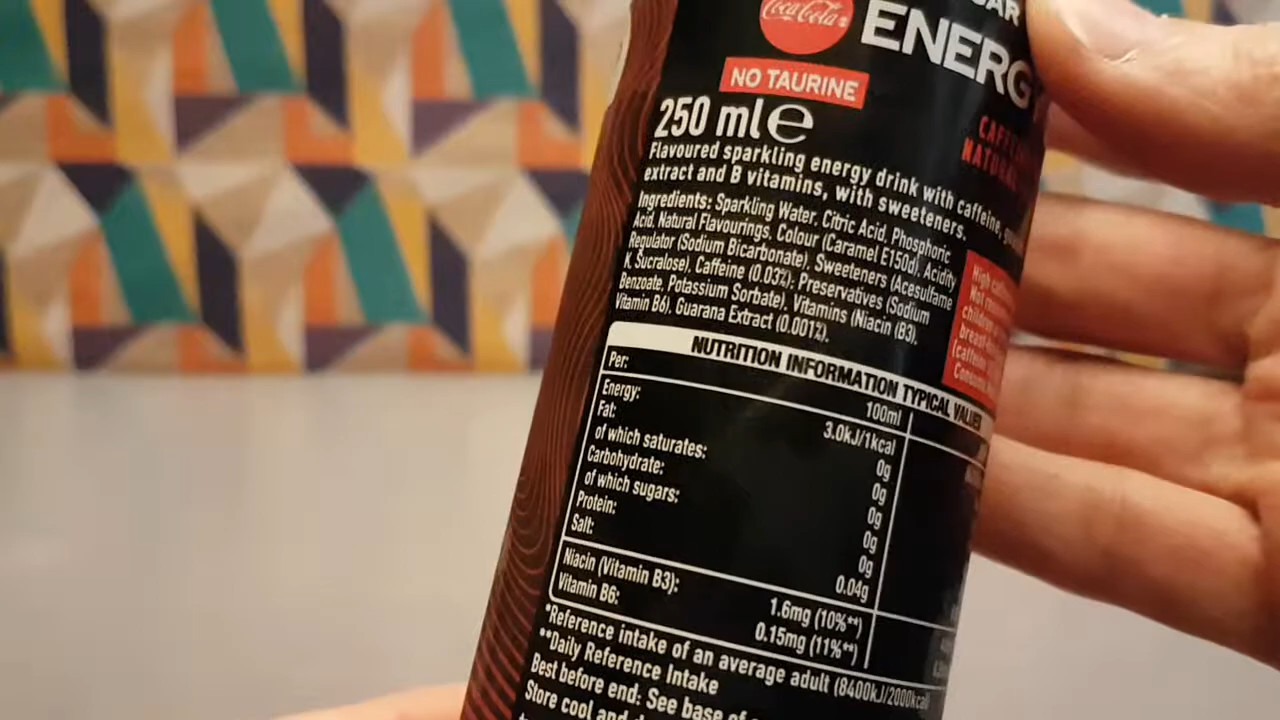 Coca-Cola
ENERG
NO TAURINE
250 ml e
Flavoured sparkling energy drink with caffeine,
extract and B vitamins, with sweeteners.
Ingredients: Sparkling Water, Citric Acid, Phosphoric
Acid, Natural Flavourings, Colour (Caramel E150d), Acidity
Regulator (Sodium Bicarbonate), Sweeteners (Acesulfame
K, Sucralose), Caffeine (0.03%); Preservatives (Sodium
Benzoate, Potassium Sorbate), Vitamins (Niacin (B3),
Vitamin B6), Guarana Extract (0.001%).
NUTRITION INFORMATION TYPICAL VALUES
Per: 100ml
Energy: 3.0kJ/1kcal
Fat: 0g
of which saturates: 0g
Carbohydrate: 0g
of which sugars: 0g
Protein: 0g
Salt: 0.04g
Niacin (Vitamin B3): 1.6mg (10%**)
Vitamin B6: 0.15mg (11%**)
*Reference intake of an average adult (8400kJ/2000kcal)
**Daily Reference Intake
Best before end: See base of
Store cool and